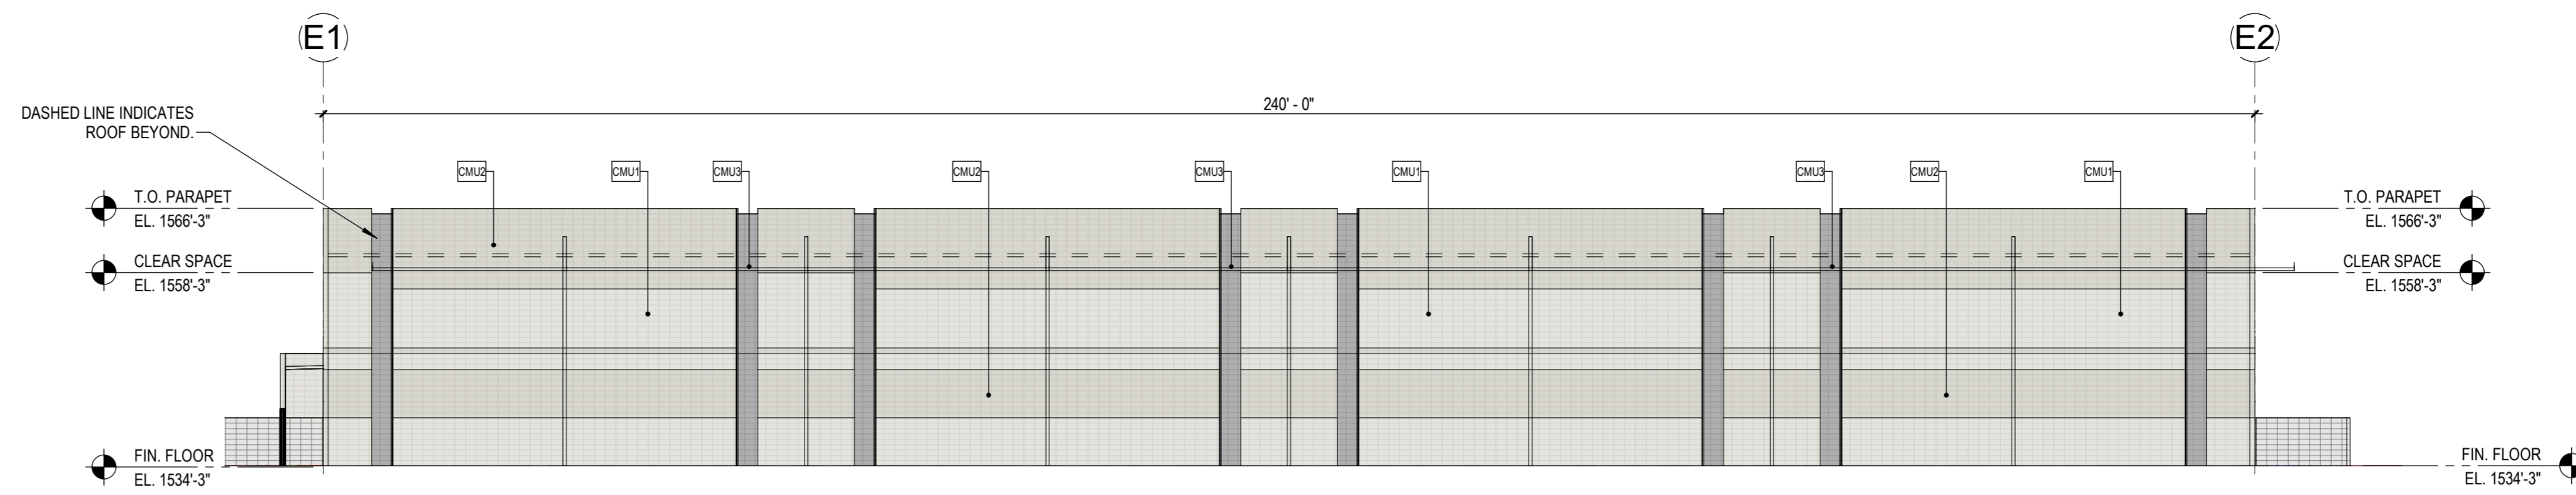 E1
E2
240' - 0"
DASHED LINE INDICATES
ROOF BEYOND.
CMU2
CMU1
CMU3
CMU2
CMU3
CMU1
CMU3
CMU2
CMU1
T.O. PARAPET
EL. 1566'-3"
CLEAR SPACE
EL. 1558'-3"
FIN. FLOOR
EL. 1534'-3"
T.O. PARAPET
EL. 1566'-3"
CLEAR SPACE
EL. 1558'-3"
FIN. FLOOR
EL. 1534'-3"